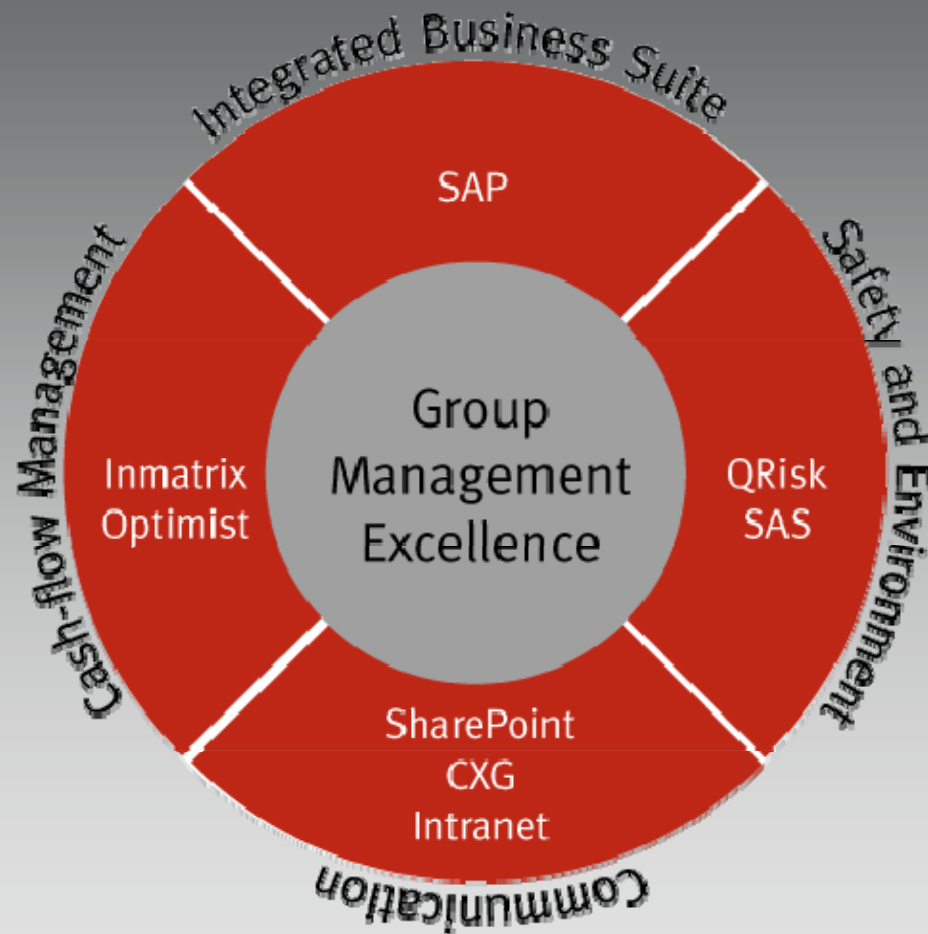 Integrated Business Suite
SAP
Safety and Environment
QRisk
SAS
Group
Management
Excellence
Cash-flow Management
Inmatrix
Optimist
SharePoint
CXG
Intranet
Communication